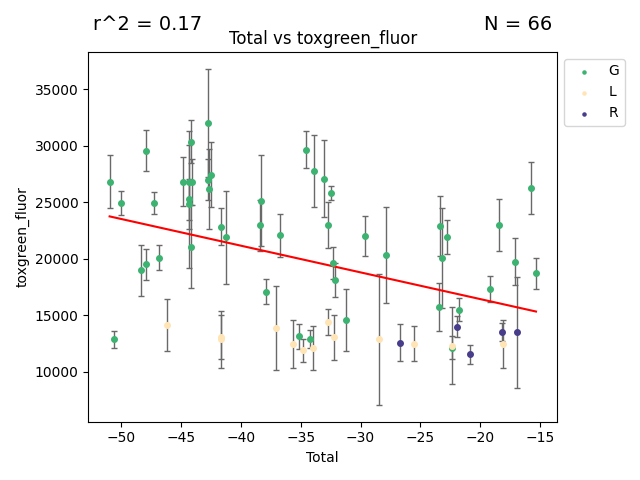 r^2 = 0.17
N = 66
Total vs toxgreen_fluor
G
L
R
toxgreen_fluor
35000
30000
25000
20000
15000
10000
−50
−45
−40
−35
−30
−25
−20
−15
Total